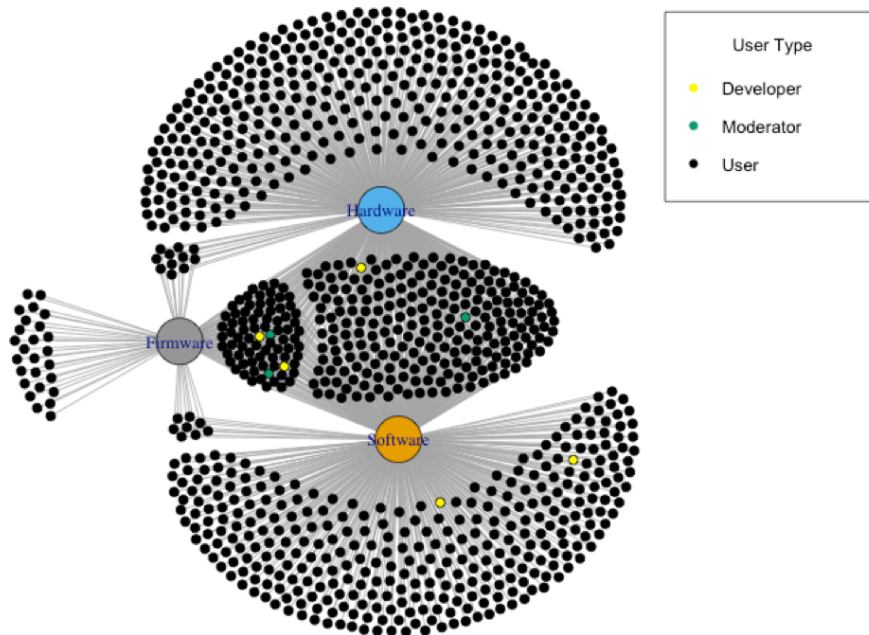 User Type
Developer
Moderator
User
Hardware
Firmware
Software